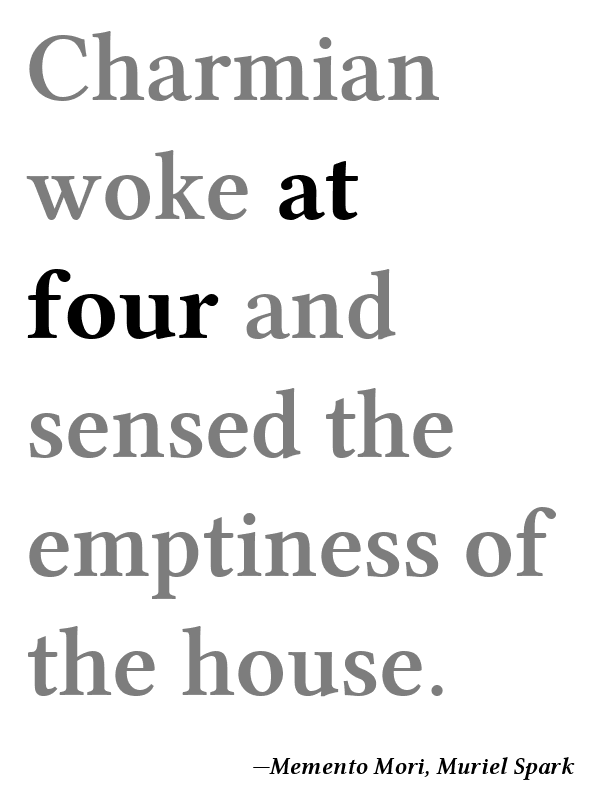 Charmian
woke at
four and
sensed the
emptiness of
the house.
—Memento Mori, Muriel Spark